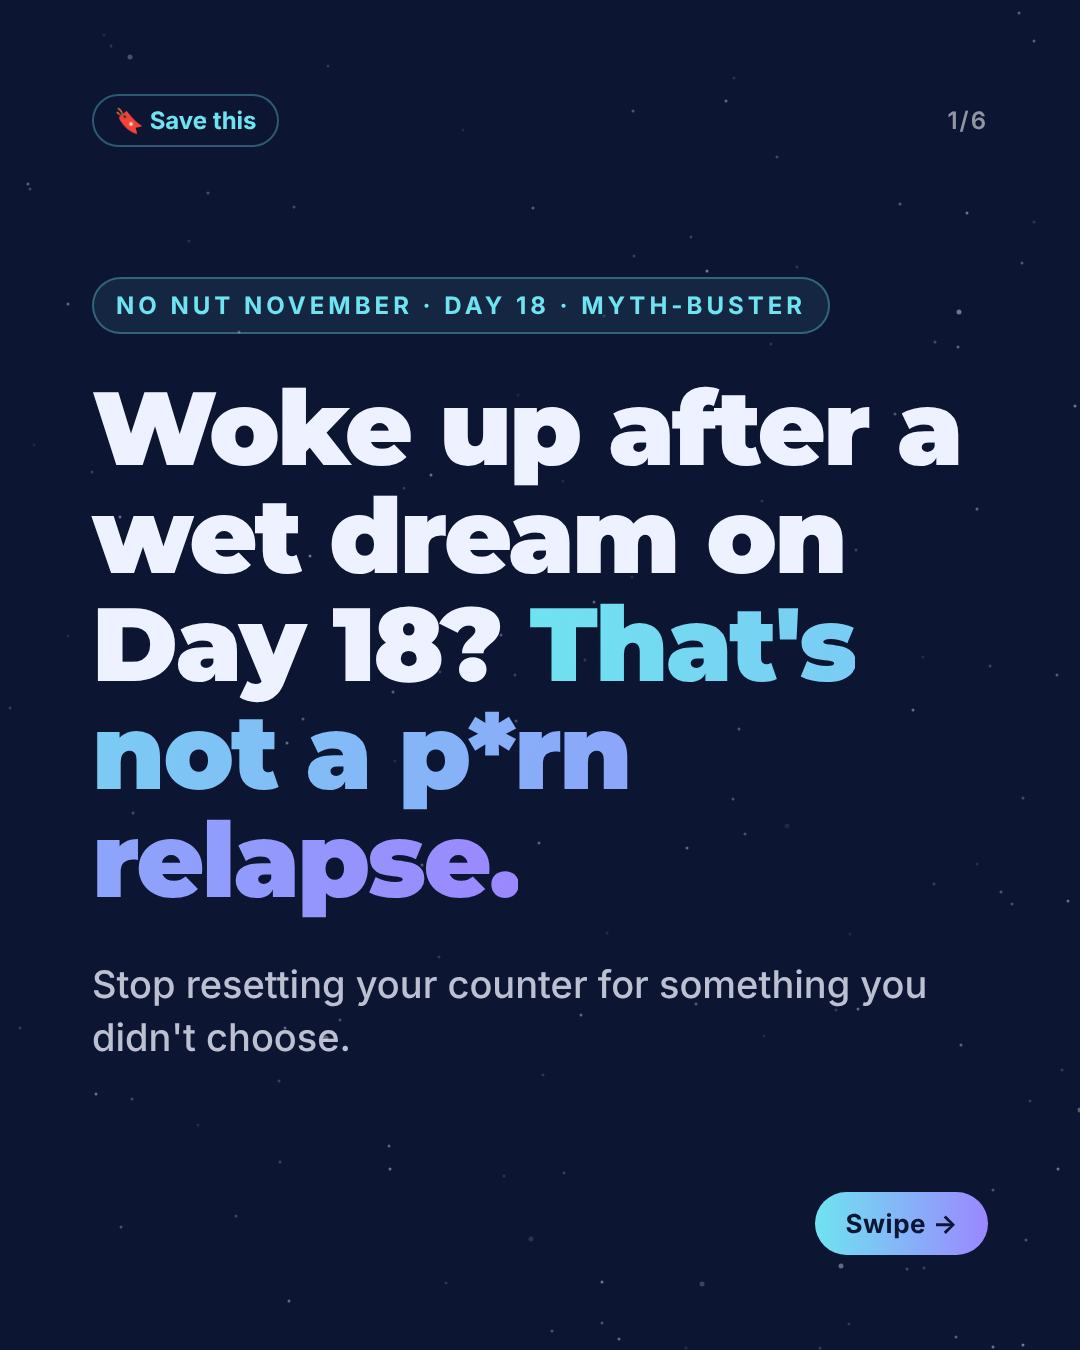 🔖 Save this
1/6
NO NUT NOVEMBER · DAY 18 · MYTH-BUSTER
Woke up after a
wet dream on
Day 18? That's
not a p*rn
relapse.
Stop resetting your counter for something you
didn't choose.
Swipe →